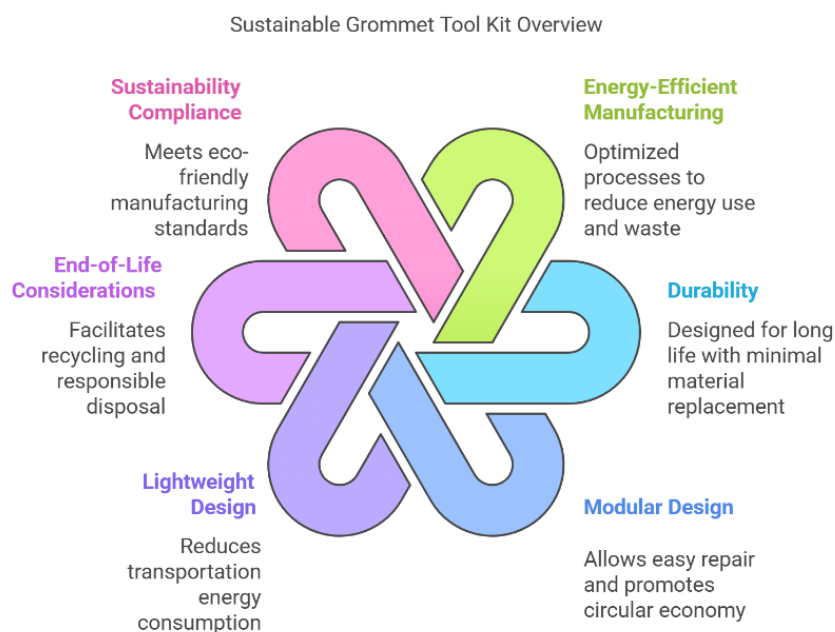 Sustainable Grommet Tool Kit Overview
Sustainability
Compliance
Meets eco-
friendly
manufacturing
standards
Energy-Efficient
Manufacturing
Optimized
processes to
reduce energy use
and waste
End-of-Life
Considerations
Facilitates
recycling and
responsible
disposal
Durability
Designed for long
life with minimal
material
replacement
Lightweight
Design
Reduces
transportation
energy
consumption
Modular Design
Allows easy repair
and promotes
circular economy